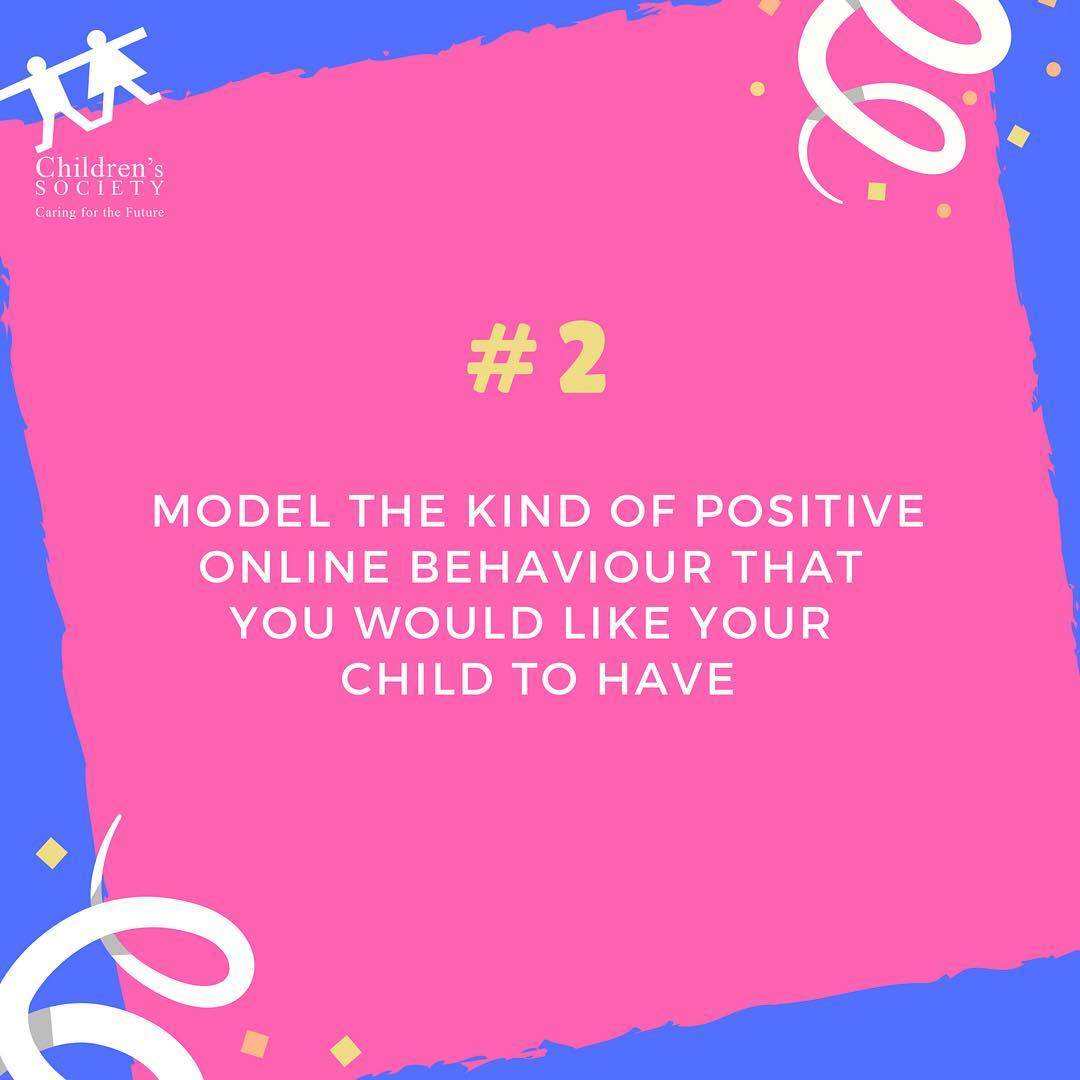 Children's
SOCIETY
Caring for the Future
#2
MODEL THE KIND OF POSITIVE
ONLINE BEHAVIOUR THAT
YOU WOULD LIKE YOUR
CHILD TO HAVE